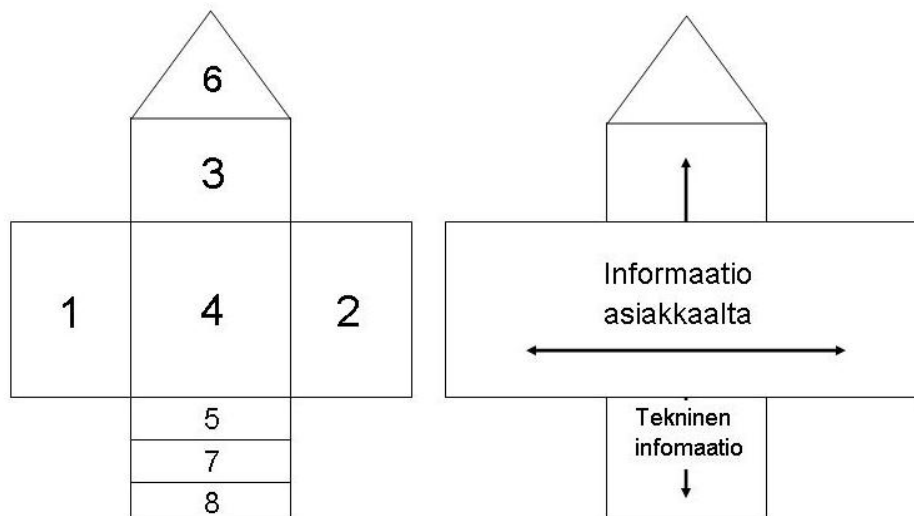 6
3
1 4 2
5
7
8
Informaatio
asiakkaalta
Tekninen
infomaatio